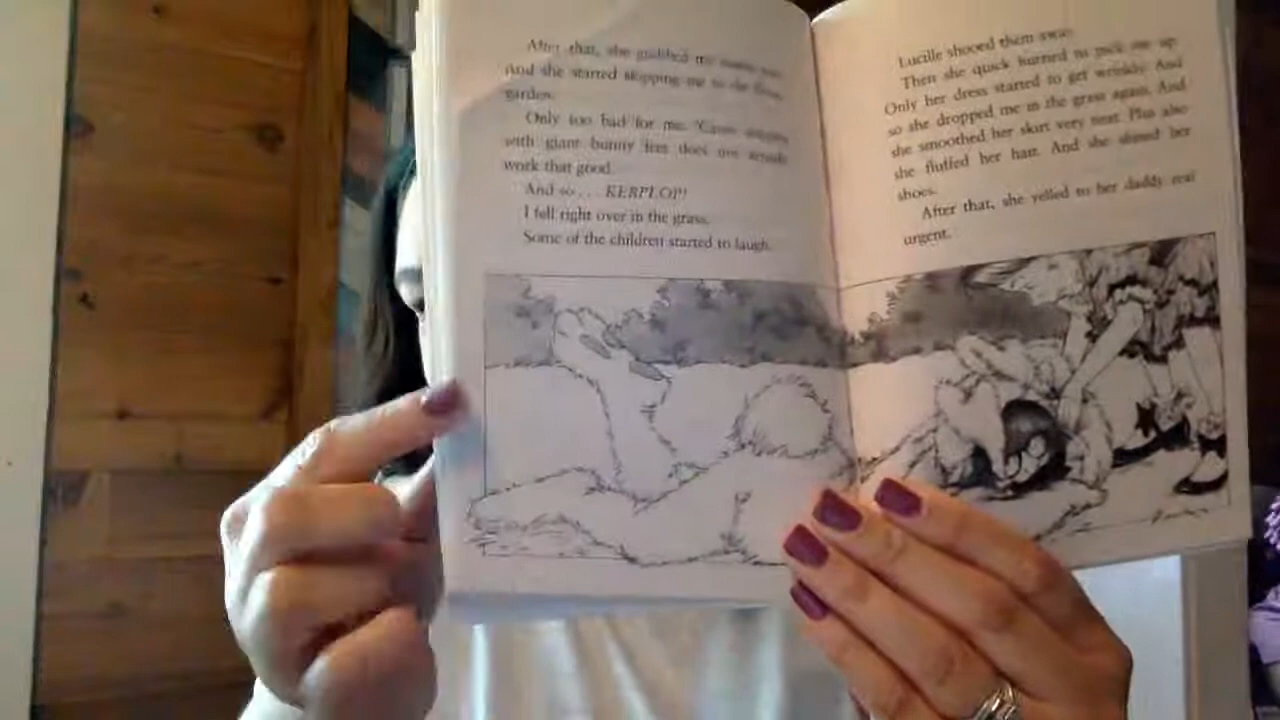 After that, she grabbed my
And she started skipping me to the
garden.
Only too bad for me. 'Cause skipping
with giant bunny feet does not actually
work that good.
And so . . . KERPLOP!
I fell right over in the grass.
Some of the children started to laugh.
Lucille shooed them away.
Then she quick hurried to pick me up.
Only her dress started to get wrinkly. And
so she dropped me in the grass again. And
she smoothed her skirt very neat. Plus also
she fluffed her hair. And she shined her
shoes.
After that, she yelled to her daddy real
urgent.